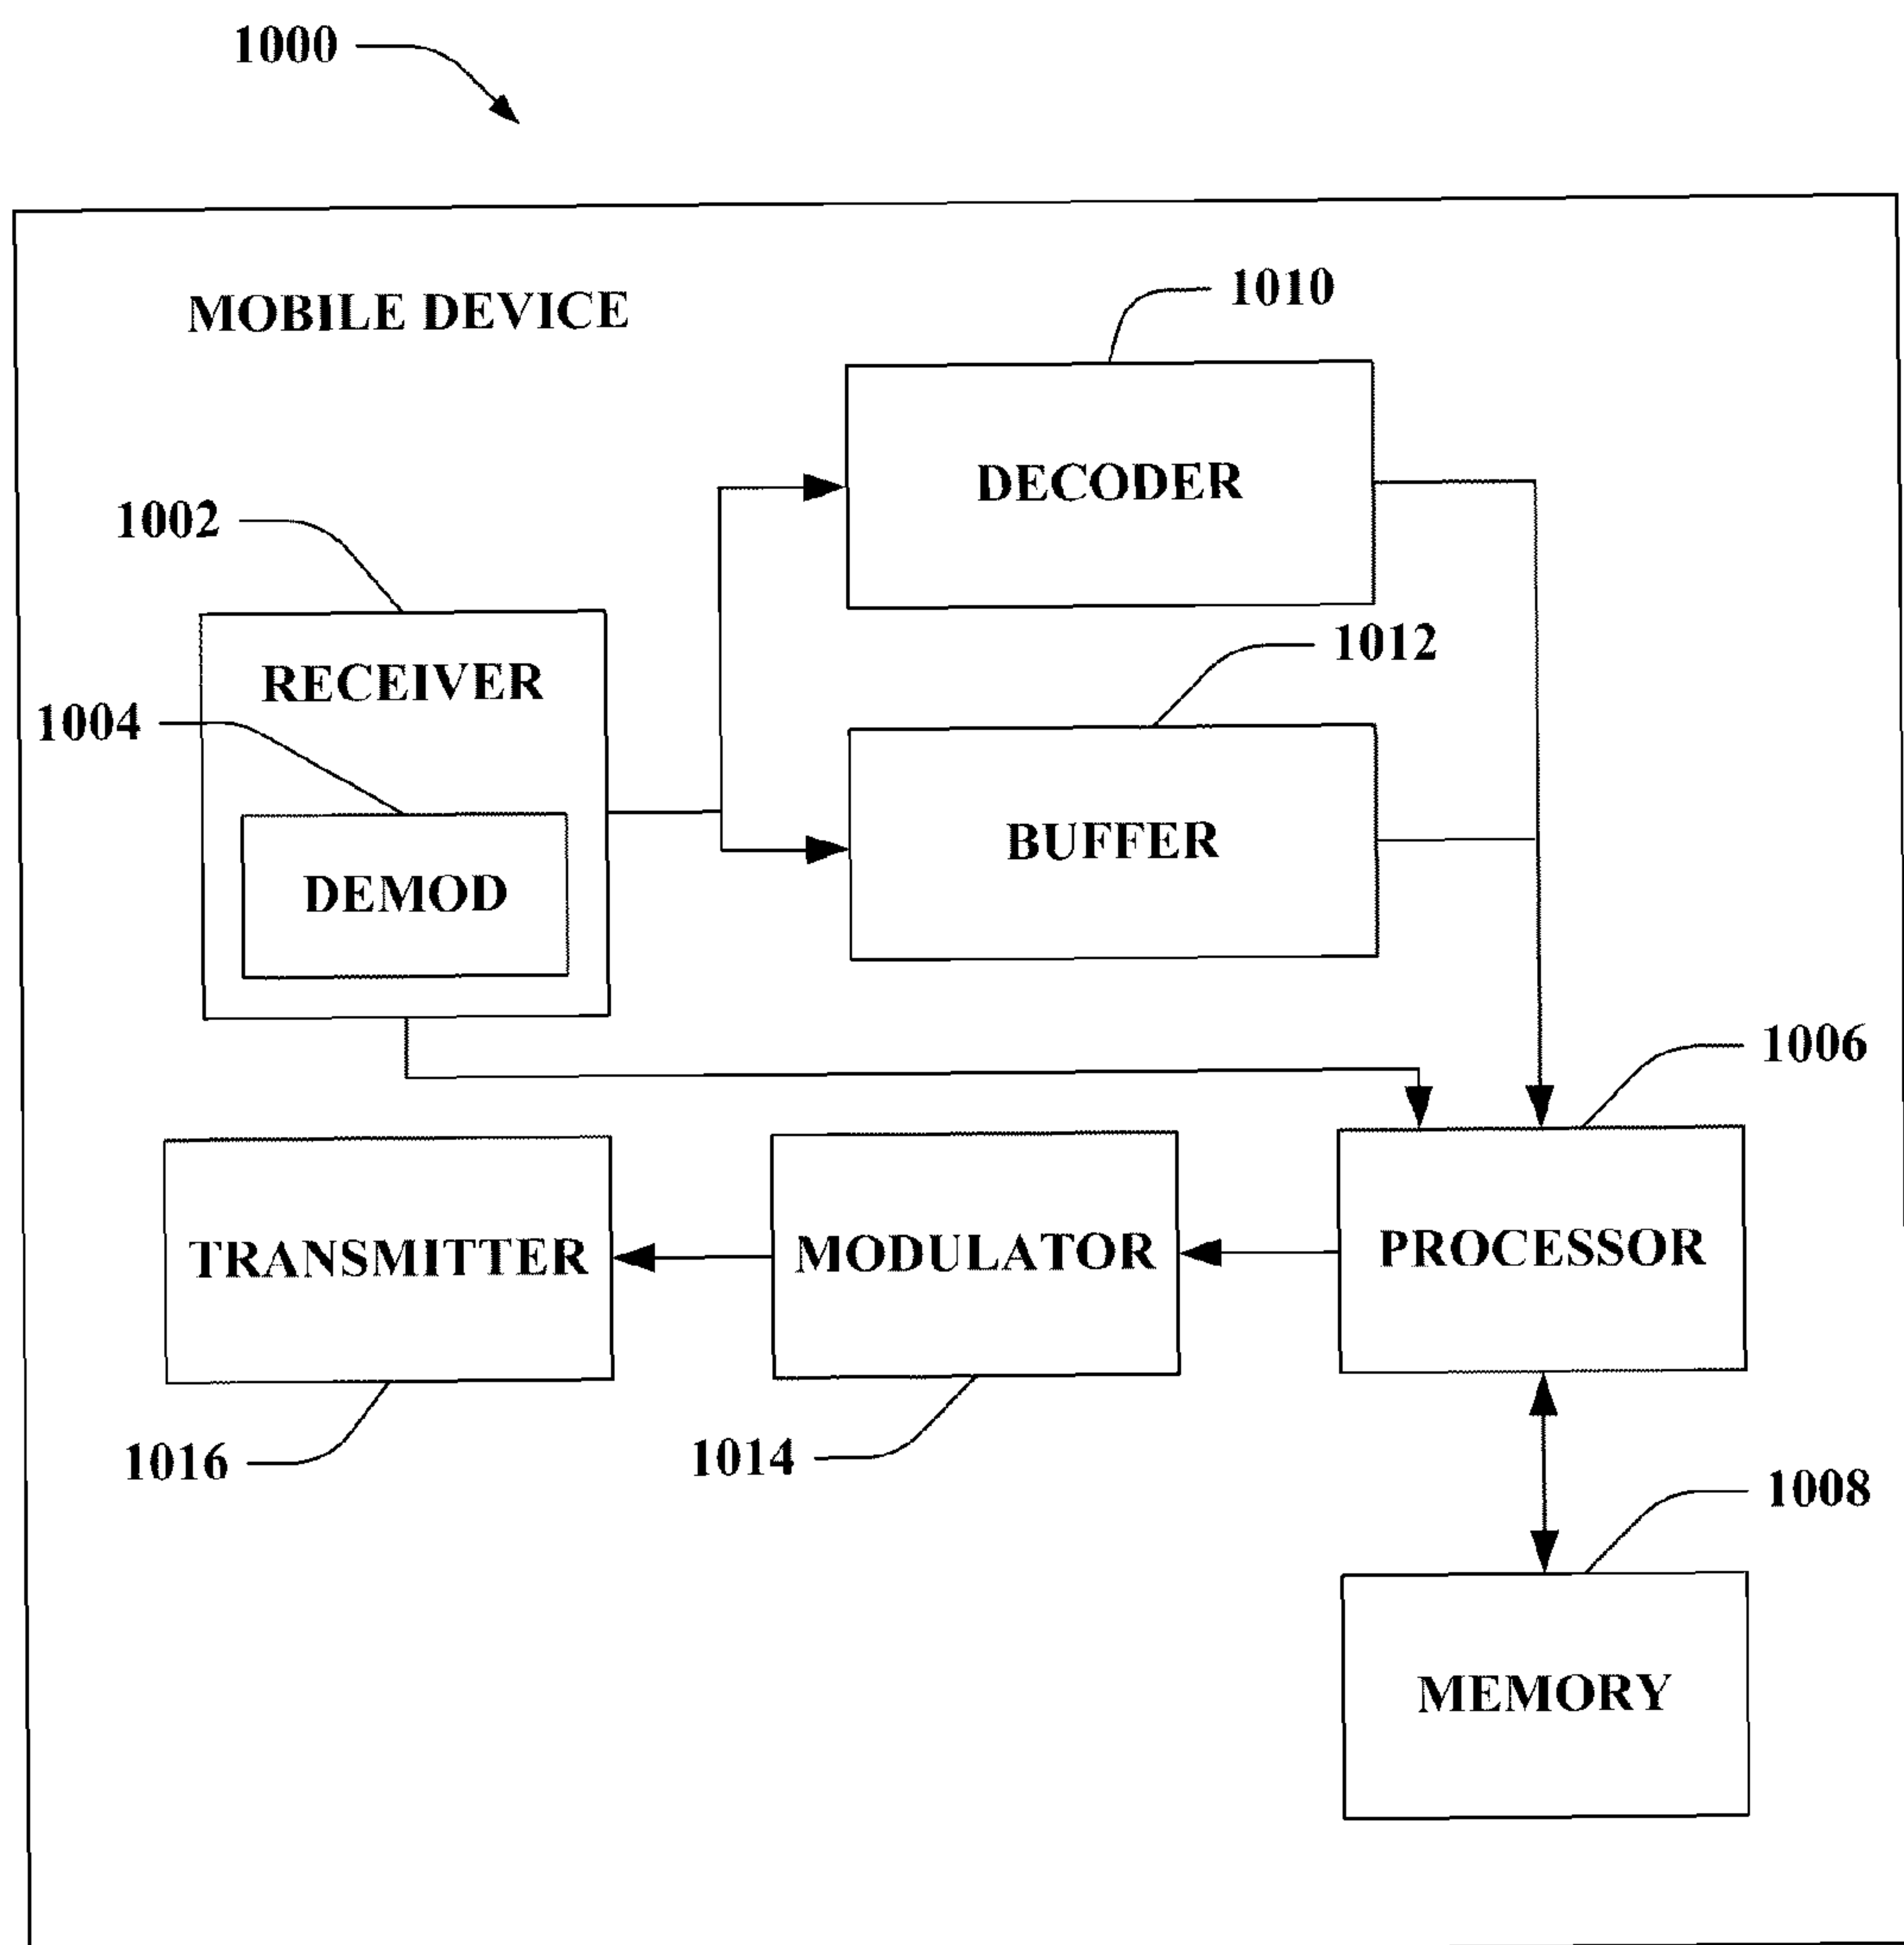 1000
MOBILE DEVICE
1010
DECODER
1002
RECEIVER
1012
1004
BUFFER
DEMOD
1006
TRANSMITTER
MODULATOR
PROCESSOR
1016
1014
1008
MEMORY